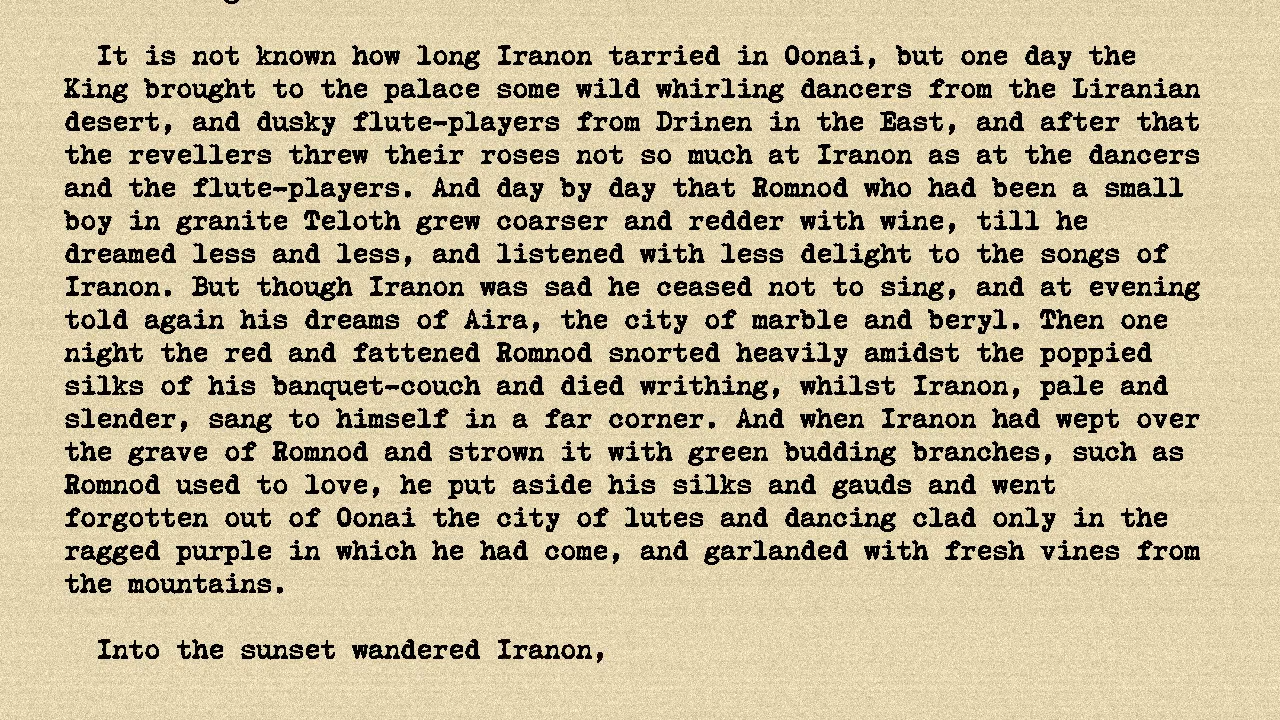 It is not known how long Iranon tarried in Oonai, but one day the
King brought to the palace some wild whirling dancers from the Liranian
desert, and dusky flute-players from Drinen in the East, and after that
the revellers threw their roses not so much at Iranon as at the dancers
and the flute-players. And day by day that Romnod who had been a small
boy in granite Teloth grew coarser and redder with wine, till he
dreamed less and less, and listened with less delight to the songs of
Iranon. But though Iranon was sad he ceased not to sing, and at evening
told again his dreams of Aira, the city of marble and beryl. Then one
night the red and fattened Romnod snorted heavily amidst the poppied
silks of his banquet-couch and died writhing, whilst Iranon, pale and
slender, sang to himself in a far corner. And when Iranon had wept over
the grave of Romnod and strown it with green budding branches, such as
Romnod used to love, he put aside his silks and gauds and went
forgotten out of Oonai the city of lutes and dancing clad only in the
ragged purple in which he had come, and garlanded with fresh vines from
the mountains.
Into the sunset wandered Iranon,